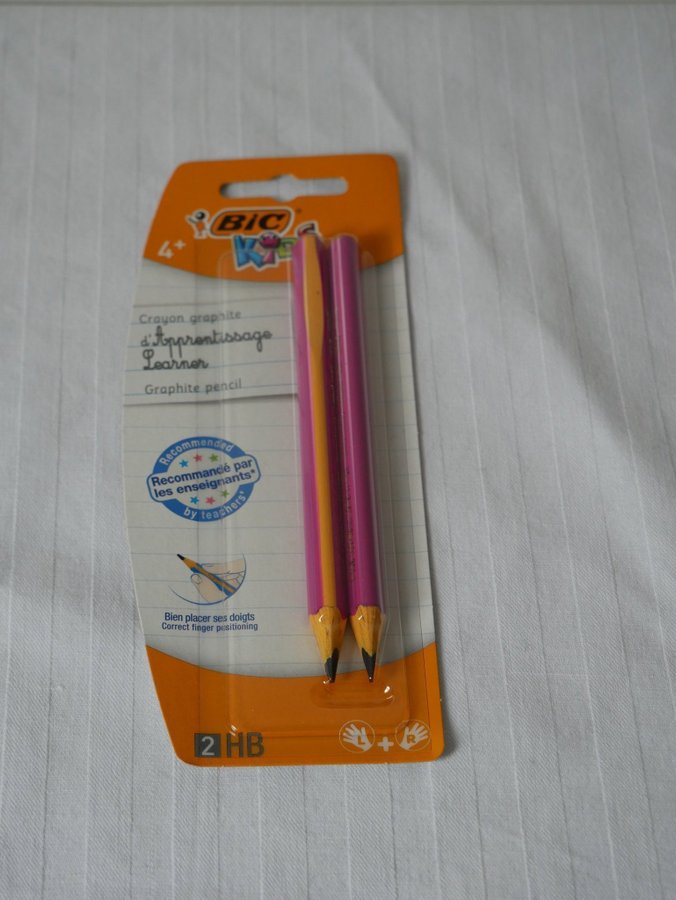 BIC
KIDS
4+
Crayon graphite
d'Apprentissage
Learner
Graphite pencil
Recommended
Recommandé par
les enseignants*
by teachers*
Bien placer ses doigts
Correct finger positioning
2 HB
L + R